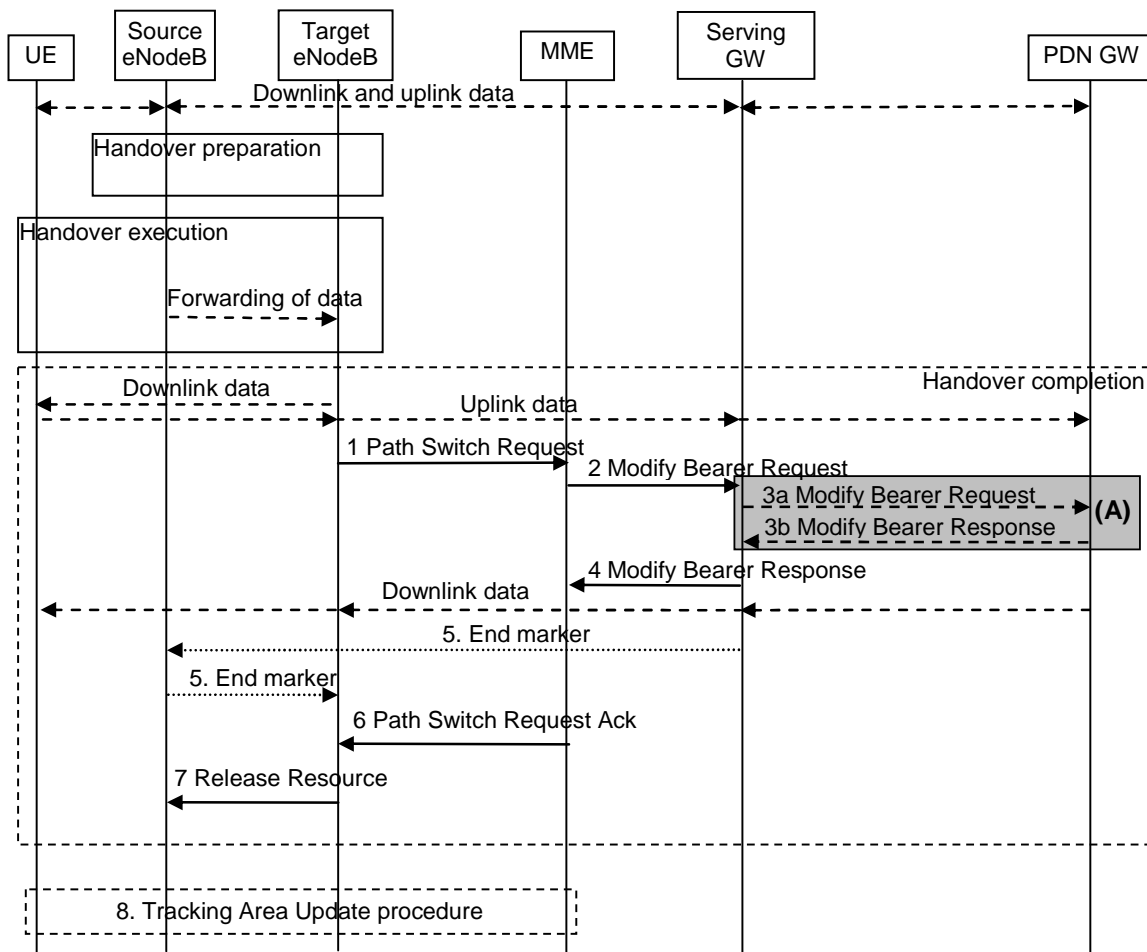 UE
Source
eNodeB
Target
eNodeB
MME
Serving
GW
PDN GW
Downlink and uplink data
Handover preparation
Handover execution
Forwarding of data
Handover completion
Downlink data
Uplink data
1 Path Switch Request
2 Modify Bearer Request
3a Modify Bearer Request
(A)
3b Modify Bearer Response
4 Modify Bearer Response
Downlink data
5. End marker
5. End marker
6 Path Switch Request Ack
7 Release Resource
8. Tracking Area Update procedure